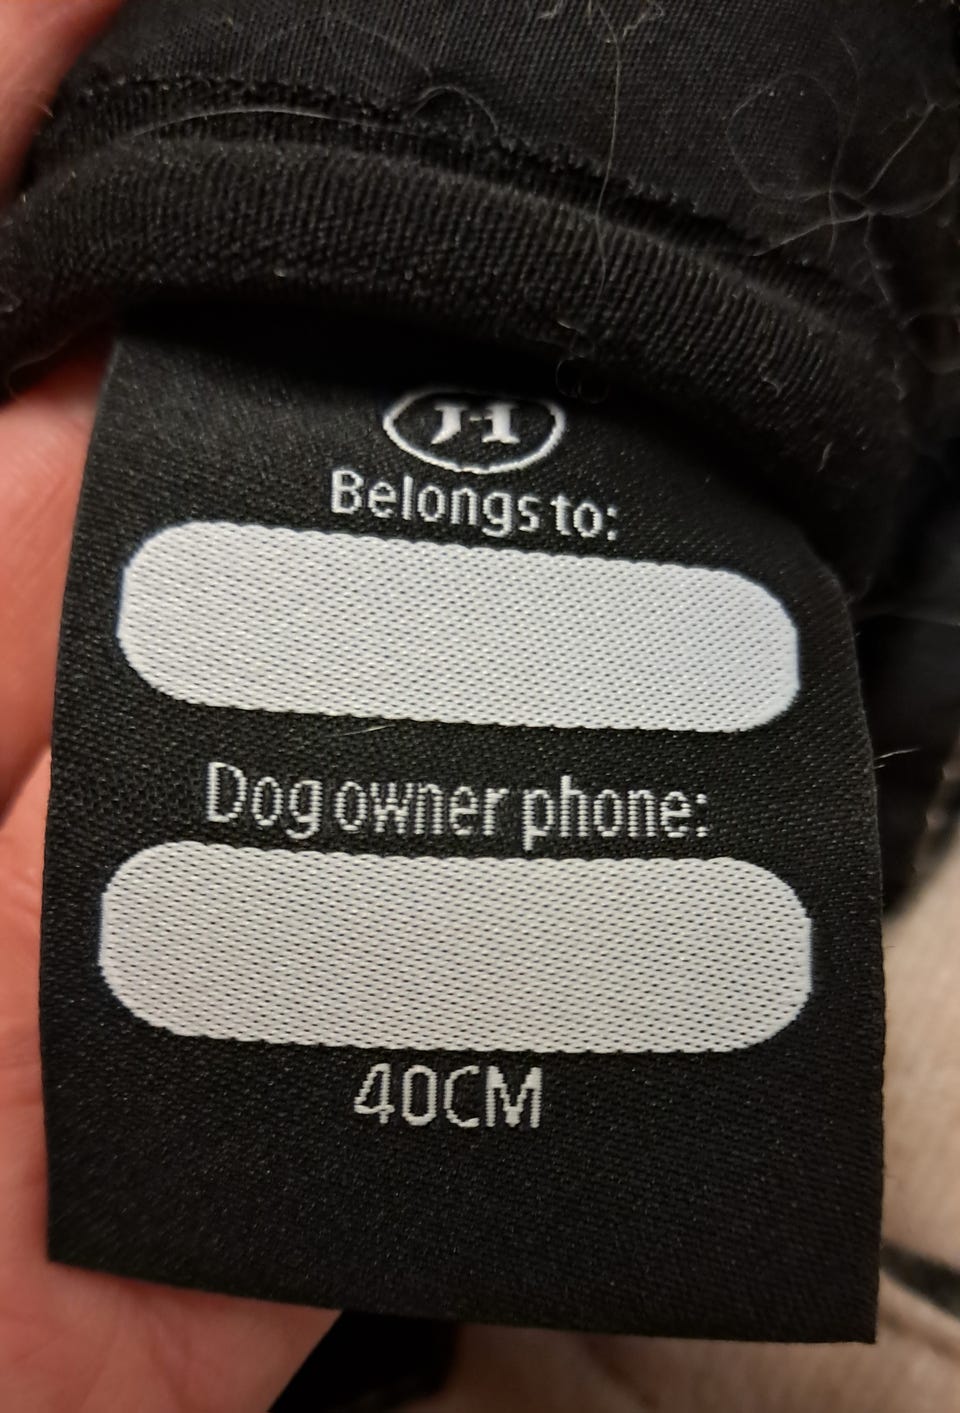 H
Belongs to:
Dog owner phone:
40CM